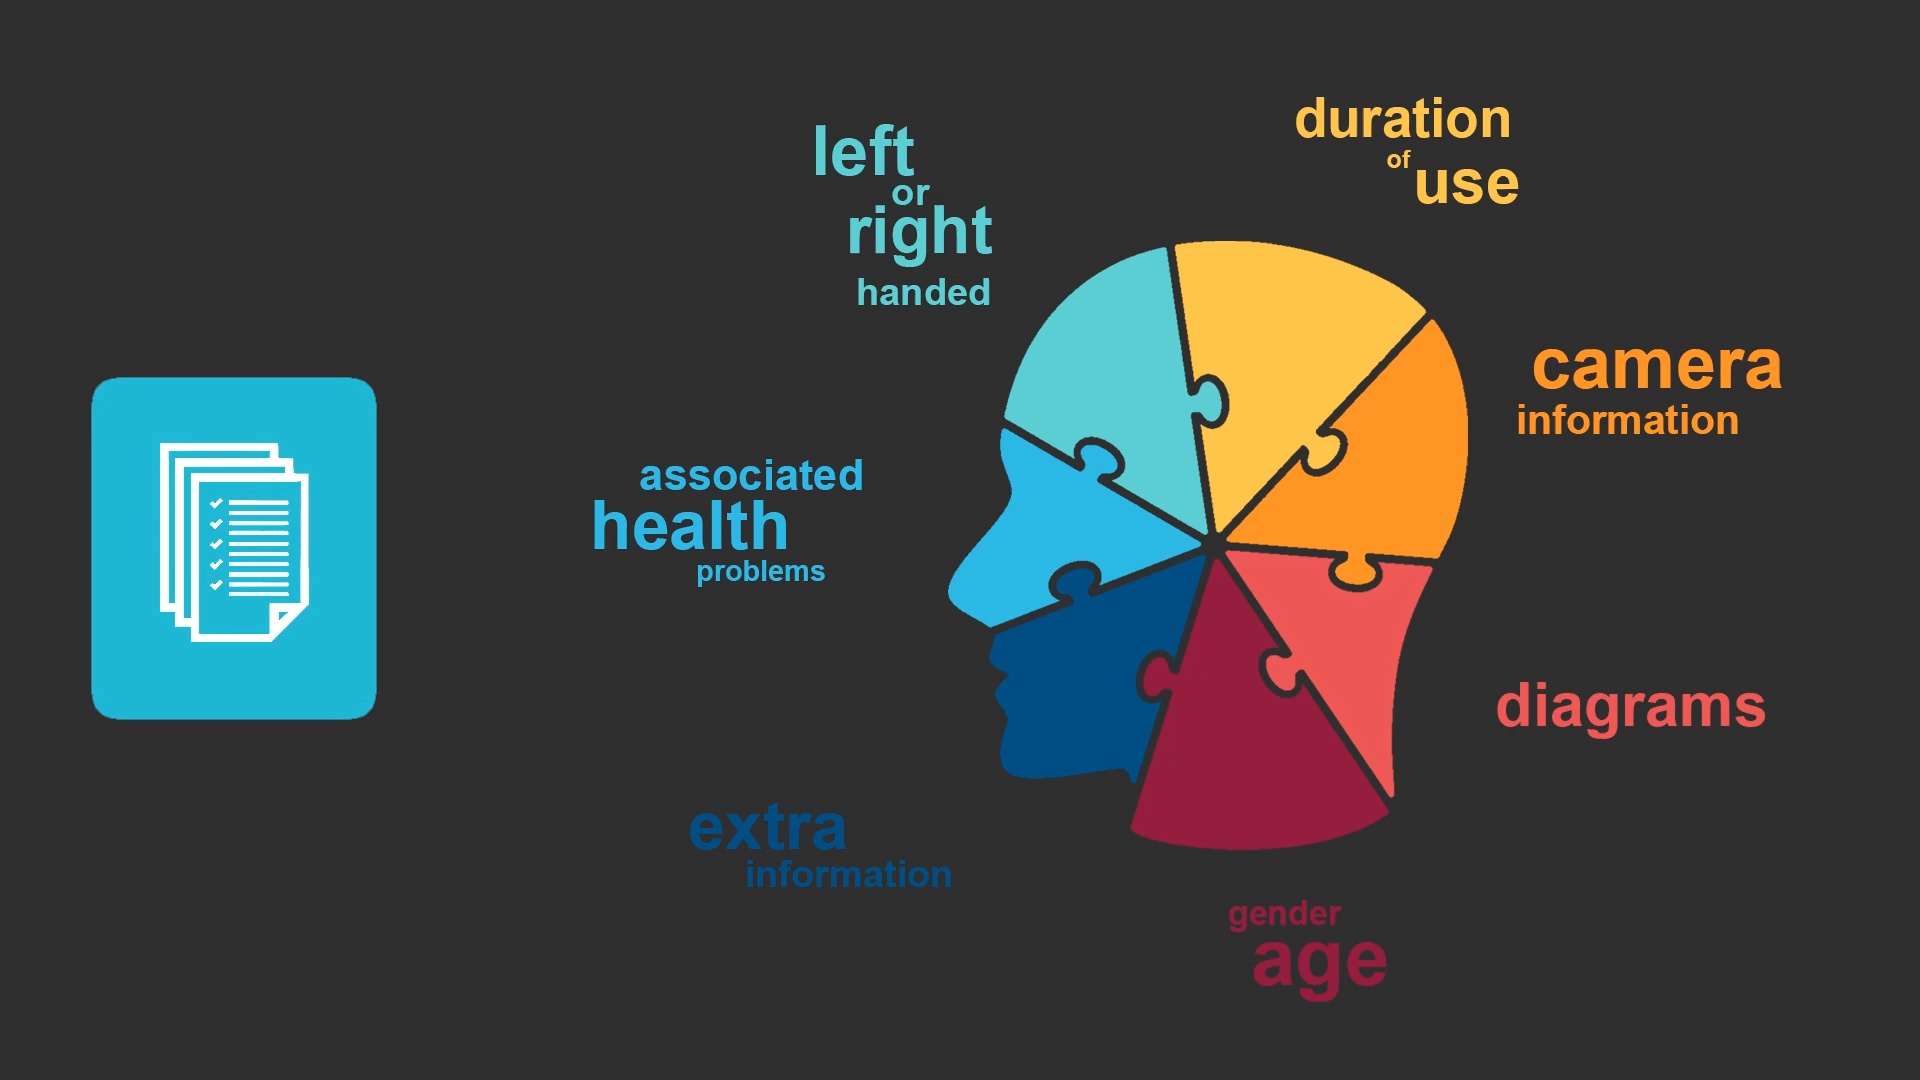 left
or
right
handed
duration
of
use
camera
information
associated
health
problems
diagrams
extra
information
gender
age